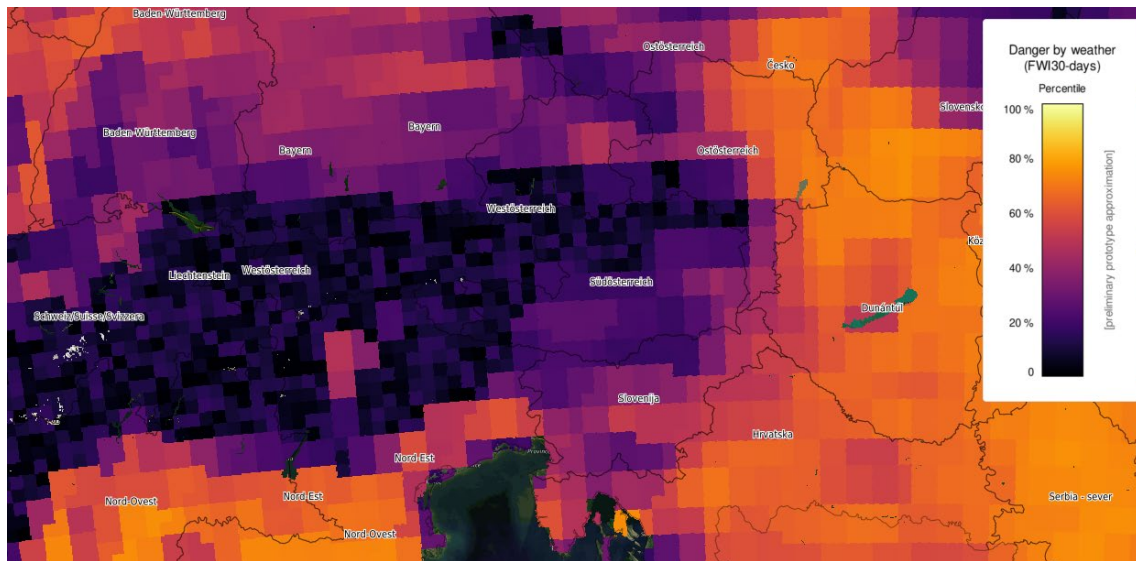 Baden-Württemberg
Ostösterreich
Česko
Slovensko
Baden-Württemberg
Bayern
Bayern
Ostösterreich
Westösterreich
Köz
Liechtenstein
Westösterreich
Südösterreich
Dunántúl
Schweiz/Suisse/Svizzera
Slovenija
Hrvatska
Nord-Est
Nord-Ovest
Nord-Est
Serbia - sever
Nord-Ovest
Danger by weather
(FWI30-days)
Percentile
100 %
80 %
60 %
40 %
20 %
0
[preliminary prototype approximation]